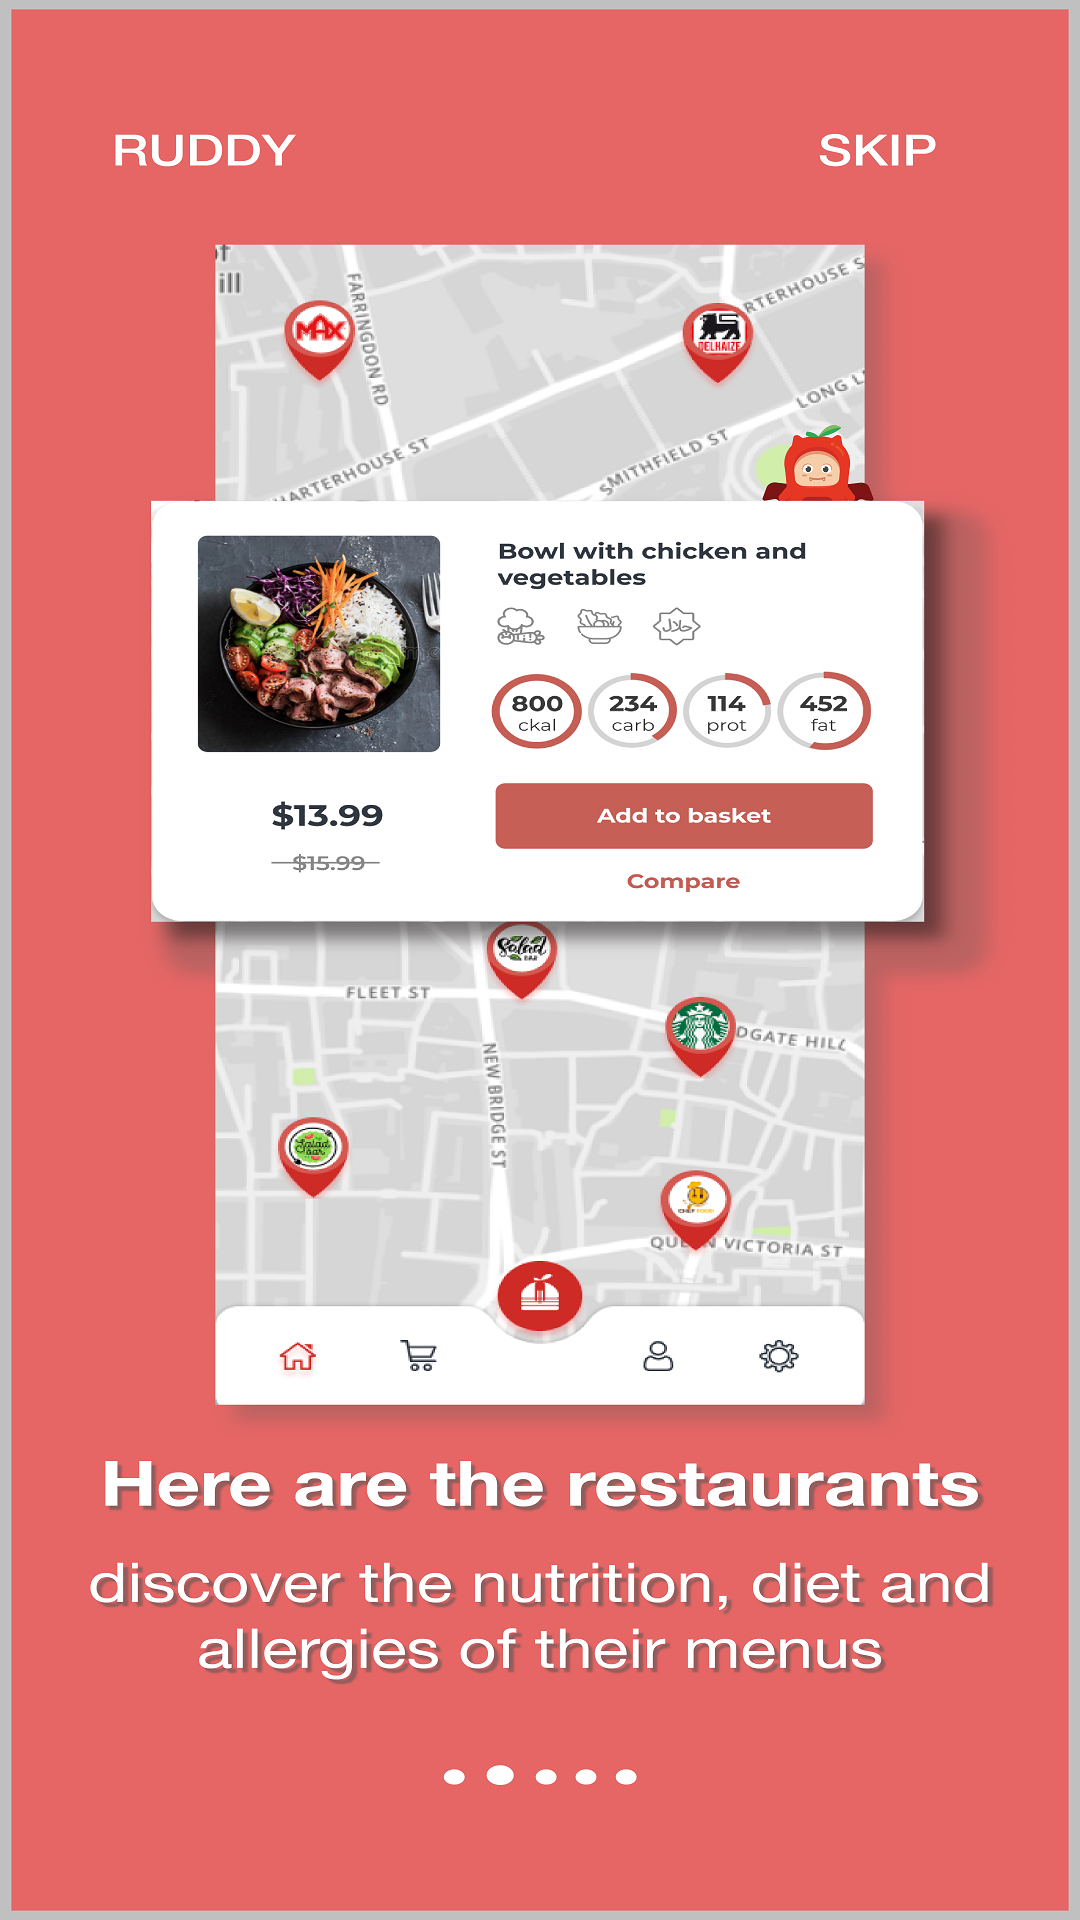 RUDDY
SKIP
ill
FARRINGDON RD
MAX
DELHAIZE
RTERHOUSE S
LONG L
HARTERHOUSE ST
SMITHFIELD ST
Bowl with chicken and
vegetables
حلال
800
ckal
234
carb
114
prot
452
fat
$13.99
$15.99
Add to basket
Compare
Salad
BAR
FLEET ST
DGATE HILL
NEW BRIDGE ST
Salad
Bar
CHEF FOOD
QUEEN VICTORIA ST
Here are the restaurants
discover the nutrition, diet and
allergies of their menus